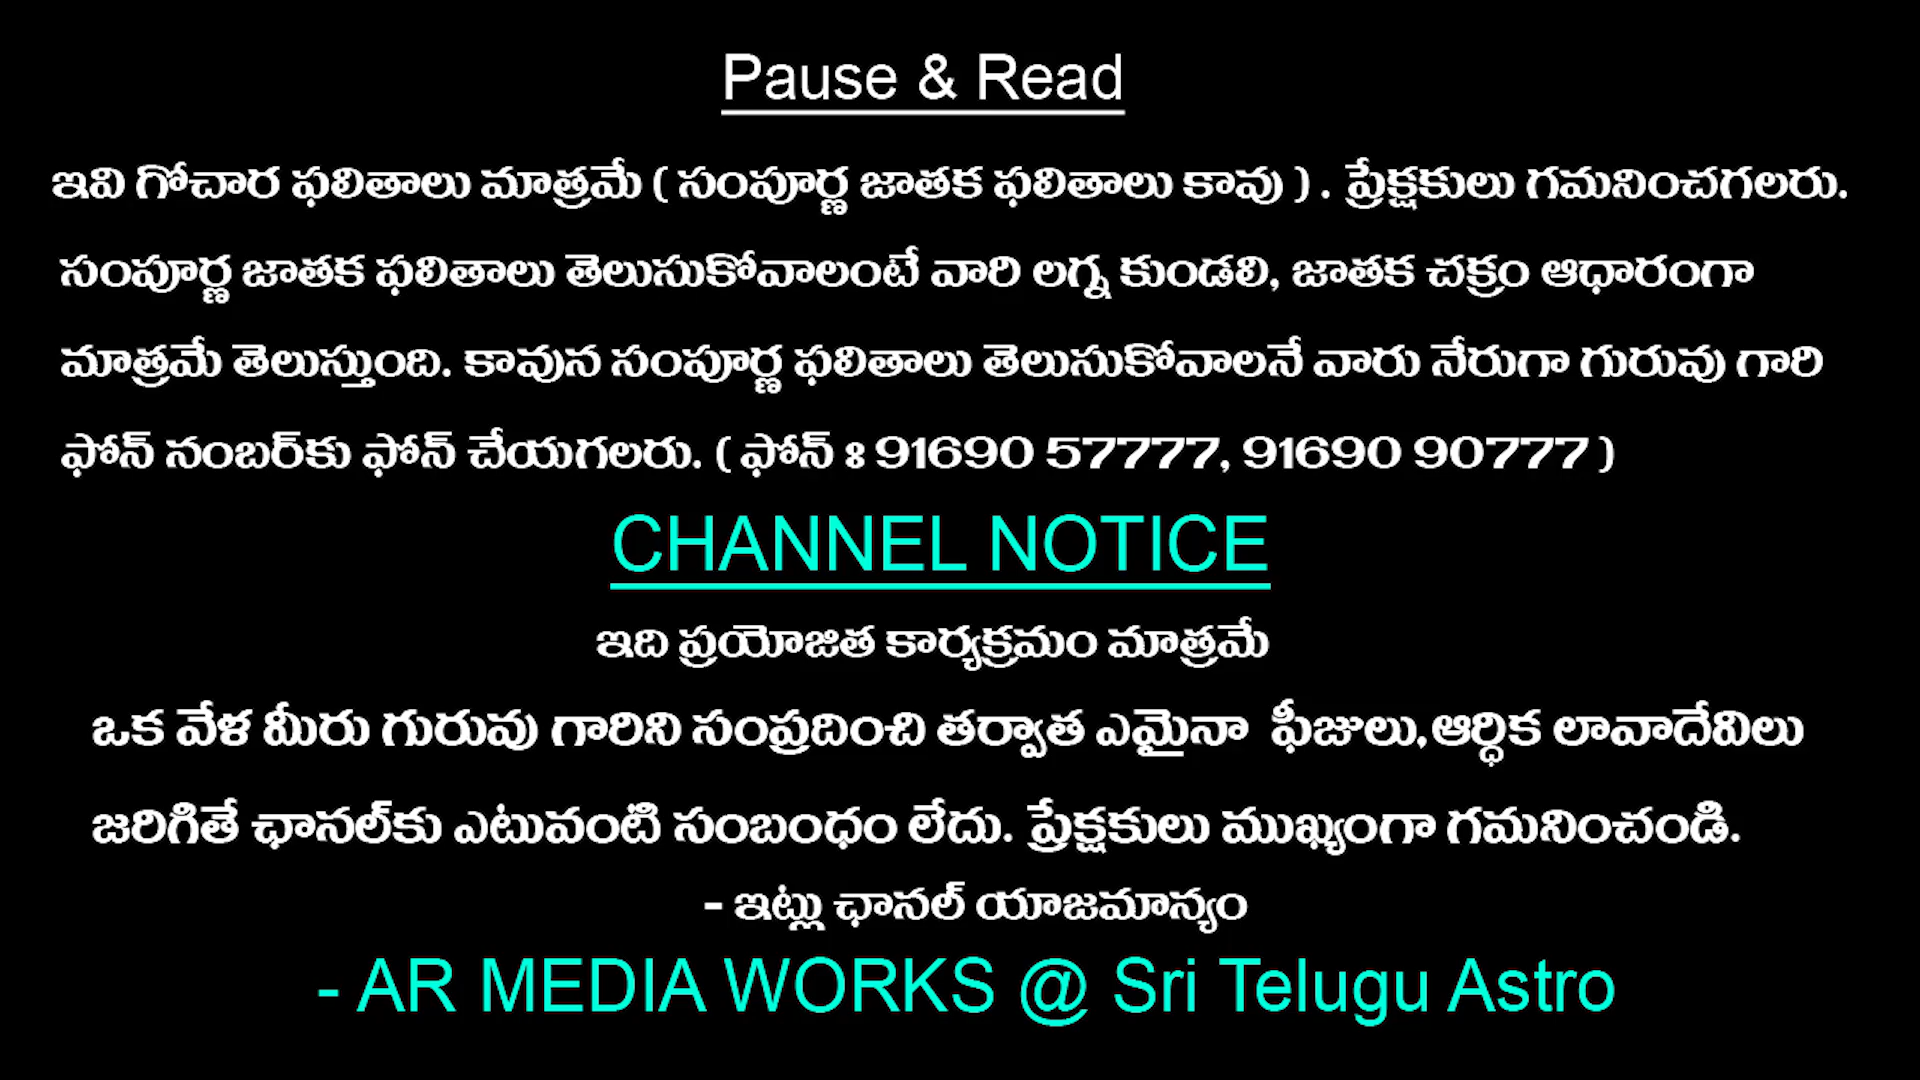 Pause & Read
ఇవి గోచార ఫలితాలు మాత్రమే ( సంపూర్ణ జాతక ఫలితాలు కావు ) . ప్రేక్షకులు గమనించగలరు.
సంపూర్ణ జాతక ఫలితాలు తెలుసుకోవాలంటే వారి లగ్న కుండలి, జాతక చక్రం ఆధారంగా
మాత్రమే తెలుస్తుంది. కావున సంపూర్ణ ఫలితాలు తెలుసుకోవాలనే వారు నేరుగా గురువు గారి
ఫోన్ నంబర్‌కు ఫోన్ చేయగలరు. ( ఫోన్ : 91690 57777, 91690 90777 )
CHANNEL NOTICE
ఇది ప్రయోజిత కార్యక్రమం మాత్రమే
ఒక వేళ మీరు గురువు గారిని సంప్రదించి తర్వాత ఎమైనా ఫీజులు,ఆర్ధిక లావాదేవిలు
జరిగితే ఛానల్‌కు ఎటువంటి సంబంధం లేదు. ప్రేక్షకులు ముఖ్యంగా గమనించండి.
- ఇట్లు ఛానల్ యాజమాన్యం
- AR MEDIA WORKS @ Sri Telugu Astro